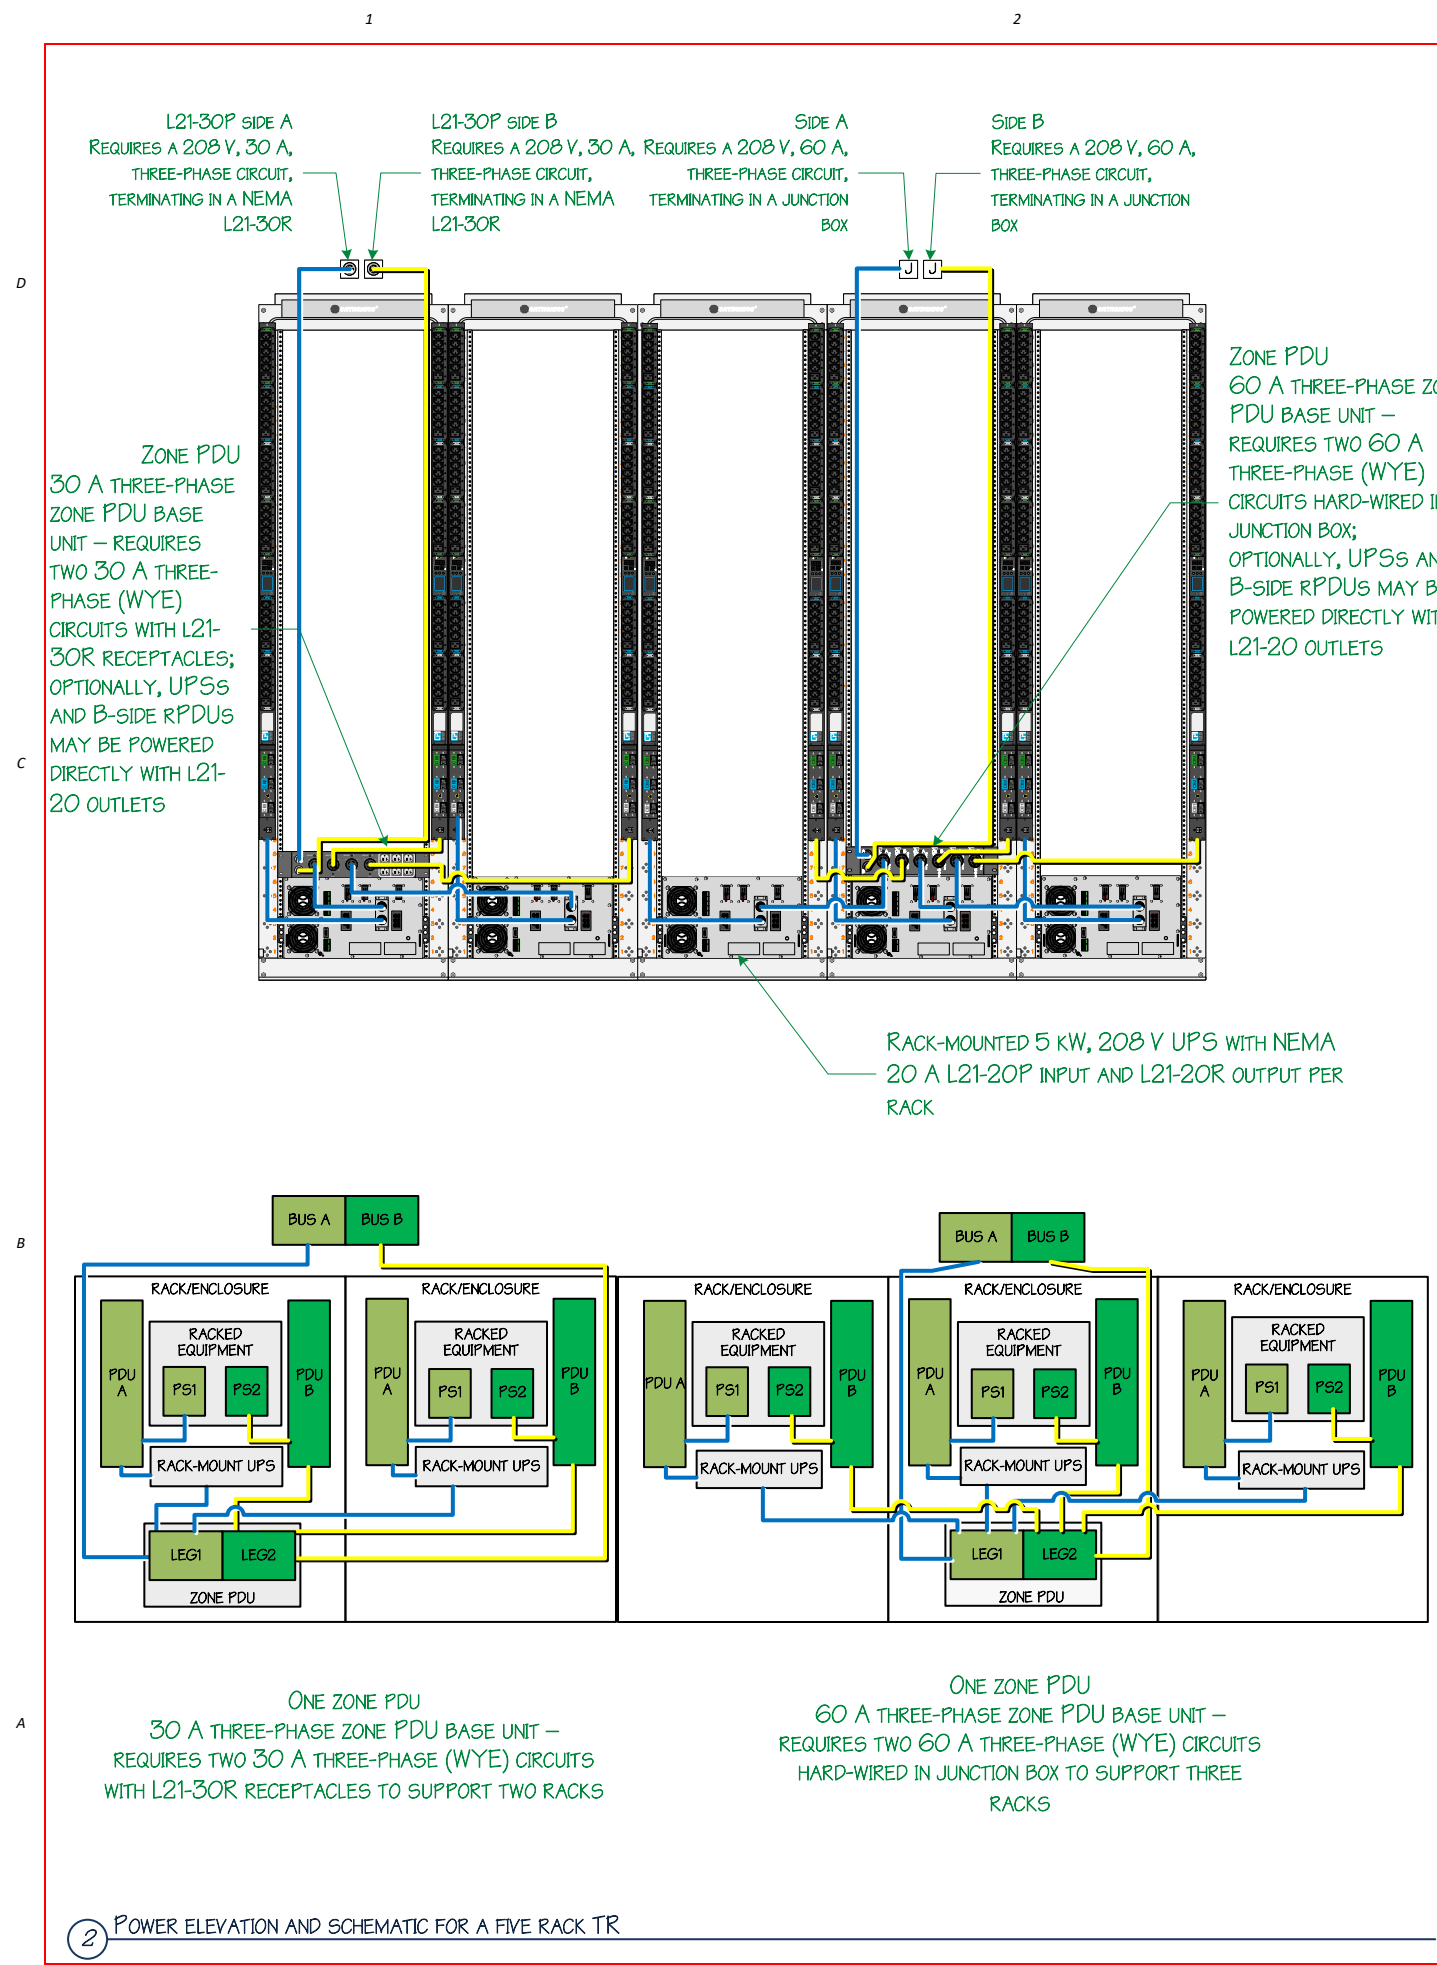 1
2
L21-30P side A
Requires a 208 V, 30 A,
three-phase circuit,
terminating in a NEMA
L21-30R
L21-30P side B
Requires a 208 V, 30 A,
three-phase circuit,
terminating in a NEMA
L21-30R
Side A
Requires a 208 V, 60 A,
three-phase circuit,
terminating in a junction
box
Side B
Requires a 208 V, 60 A,
three-phase circuit,
terminating in a junction
box
J
J
D
Zone PDU
30 A three-phase
zone PDU base
unit – requires
two 30 A three-
phase (WYE)
circuits with L21-
30R receptacles;
optionally, UPSs
and B-side rPDUs
may be powered
directly with L21-
20 outlets
Zone PDU
60 A three-phase
PDU base unit –
requires two 60 A
three-phase (WYE)
circuits hard-wired
junction box;
optionally, UPSs
B-side rPDUs may
powered directly
L21-20 outlets
C
Rack-mounted 5 kW, 208 V UPS with NEMA
20 A L21-20P input and L21-20R output per
rack
B
BUS A
BUS B
BUS A
BUS B
RACK/ENCLOSURE
RACK/ENCLOSURE
RACK/ENCLOSURE
RACK/ENCLOSURE
RACK/ENCLOSURE
PDU
A
RACKED
EQUIPMENT
PS1
PS2
PDU
B
RACK-MOUNT UPS
PDU
A
RACKED
EQUIPMENT
PS1
PS2
PDU
B
RACK-MOUNT UPS
LEG1
LEG2
ZONE PDU
PDU A
RACKED
EQUIPMENT
PS1
PS2
PDU
B
RACK-MOUNT UPS
PDU
A
RACKED
EQUIPMENT
PS1
PS2
PDU
B
RACK-MOUNT UPS
LEG1
LEG2
ZONE PDU
PDU
A
RACKED
EQUIPMENT
PS1
PS2
PDU
B
RACK-MOUNT UPS
A
One zone pdu
30 A three-phase zone PDU base unit –
requires two 30 A three-phase (WYE) circuits
with L21-30R receptacles to support two racks
One zone PDU
60 A three-phase zone PDU base unit –
requires two 60 A three-phase (WYE) circuits
hard-wired in junction box to support three
racks
2
Power elevation and schematic for a five rack TR